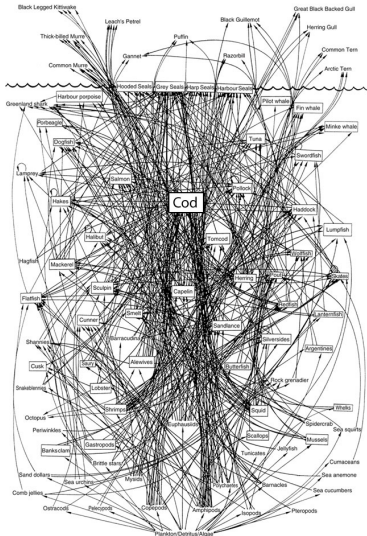 Black Legged Kittiwake
Leach's Petrel
Puffin
Black Guillemot
Great Black Backed Gull
Thick-billed Murre
Gannet
Razorbill
Herring Gull
Common Murre
Common Tern
Arctic Tern
Hooded Seals
Grey Seals
Harp Seals
Harbour Seals
Harbour porpoise
Pilot whale
Fin whale
Greenland shark
Porbeagle
Minke whale
Dogfish
Tuna
Swordfish
Lamprey
Salmon
Pollock
Hakes
Cod
Haddock
Halibut
Tomcod
Lumpfish
Hagfish
Mackerel
Wolffish
Sculpin
Capelin
Herring
Skates
Flatfish
Redfish
Smelt
Lanternfish
Cunner
Sandlance
Shannies
Barracudina
Silversides
Argentines
Cusk
Alewives
Butterfish
Snakeblennies
Lobster
Rock grenadier
Octopus
Shrimps
Squid
Whelks
Periwinkles
Euphausiids
Spidercrab
Sea squirts
Banksclam
Gastropods
Scallops
Mussels
Brittle stars
Tunicates
Jellyfish
Sand dollars
Sea urchins
Mysids
Cumaceans
Sea anemone
Comb jellies
Polychaetes
Barnacles
Sea cucumbers
Ostracods
Pelecypods
Copepods
Amphipods
Isopods
Pteropods
Plankton/Detritus/Algae